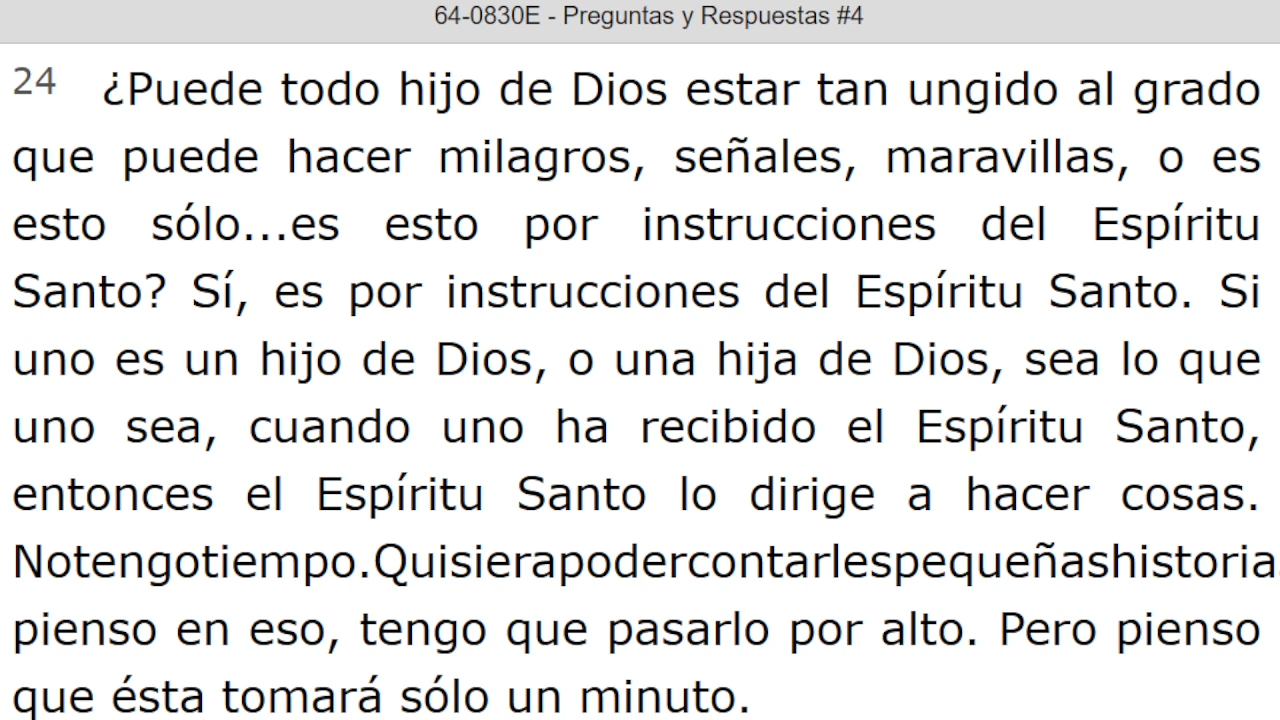 64-0830E - Preguntas y Respuestas #4
24 ¿Puede todo hijo de Dios estar tan ungido al grado
que puede hacer milagros, señales, maravillas, o es
esto sólo...es esto por instrucciones del Espíritu
Santo? Sí, es por instrucciones del Espíritu Santo. Si
uno es un hijo de Dios, o una hija de Dios, sea lo que
uno sea, cuando uno ha recibido el Espíritu Santo,
entonces el Espíritu Santo lo dirige a hacer cosas.
Notengotiempo.Quisierapodercontarlespequeñashistoria
pienso en eso, tengo que pasarlo por alto. Pero pienso
que ésta tomará sólo un minuto.